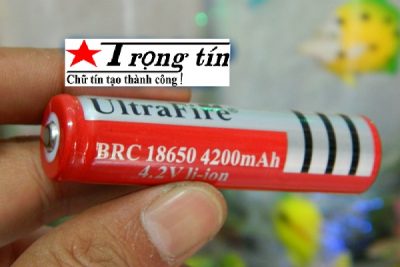 Trọng tín
Chữ tín tạo thành công !
UltraFire®
BRC 18650 4200mAh
4.2V li-ion